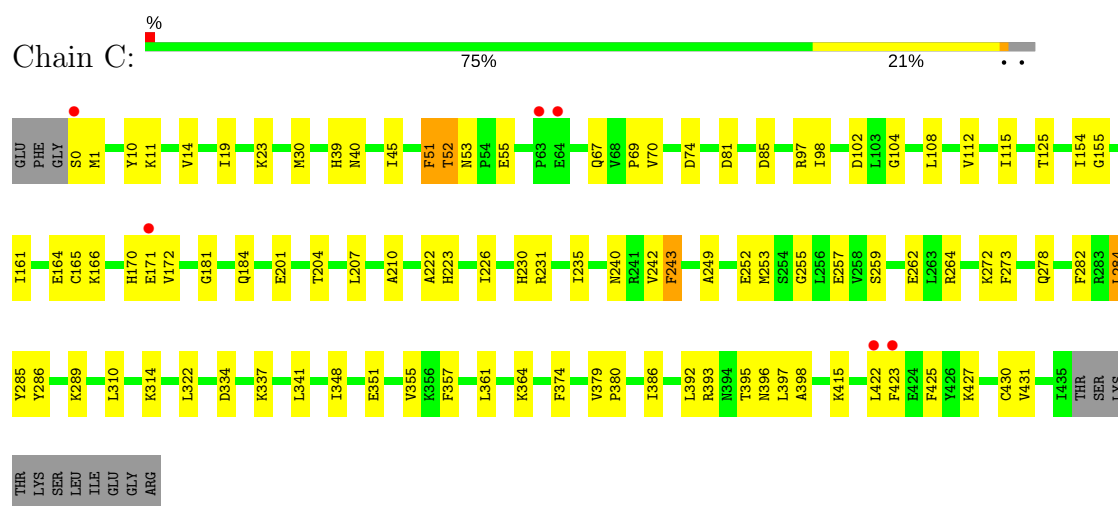 %
Chain C:
75% 21% • •
GLU PHE GLY S0 M1 Y10 K11 V14 I19 K23 M30 H39 N40 I45 F51 T52 N53 P54 E55 P63 E64 Q67 V68 P69 V70 D74 D81 D85 R97 I98 D102 L103 G104 L108 V112 I115 T125 I154 G155
I161 E164 C165 K166 H170 E171 V172 G181 Q184 E201 T204 L207 A210 A222 H223 I226 H230 R231 I235 N240 R241 V242 F243 A249 E252 M253 S254 G255 L256 E257 V258 S259 E262 L263 R264 K272 F273 Q278 F282 R283 L284
Y285 Y286 K289 L310 K314 L322 D334 K337 L341 I348 E351 V355 K356 F357 L361 K364 F374 V379 P380 I386 L392 R393 N394 T395 N396 L397 A398 K415 L422 F423 E424 F425 Y426 K427 C430 V431 I435 THR SER LYS
THR LYS SER LEU ILE GLU GLY ARG